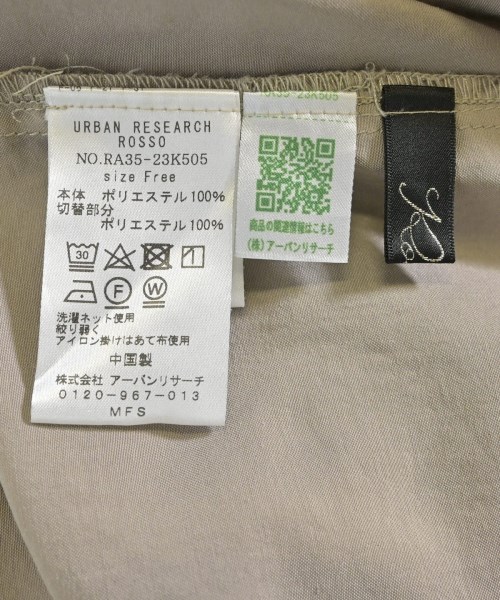 URBAN RESEARCH
ROSSO
NO.RA35-23K505
size Free
本体 ポリエステル100%
切替部分
ポリエステル100%
30
1
F
W
洗濯ネット使用
絞り弱く
アイロン掛けはあて布使用
中国製
株式会社 アーバンリサーチ
0120-967-013
MFS
RA35-23K505
商品の関連情報はこちら
(株)アーバンリサーチ